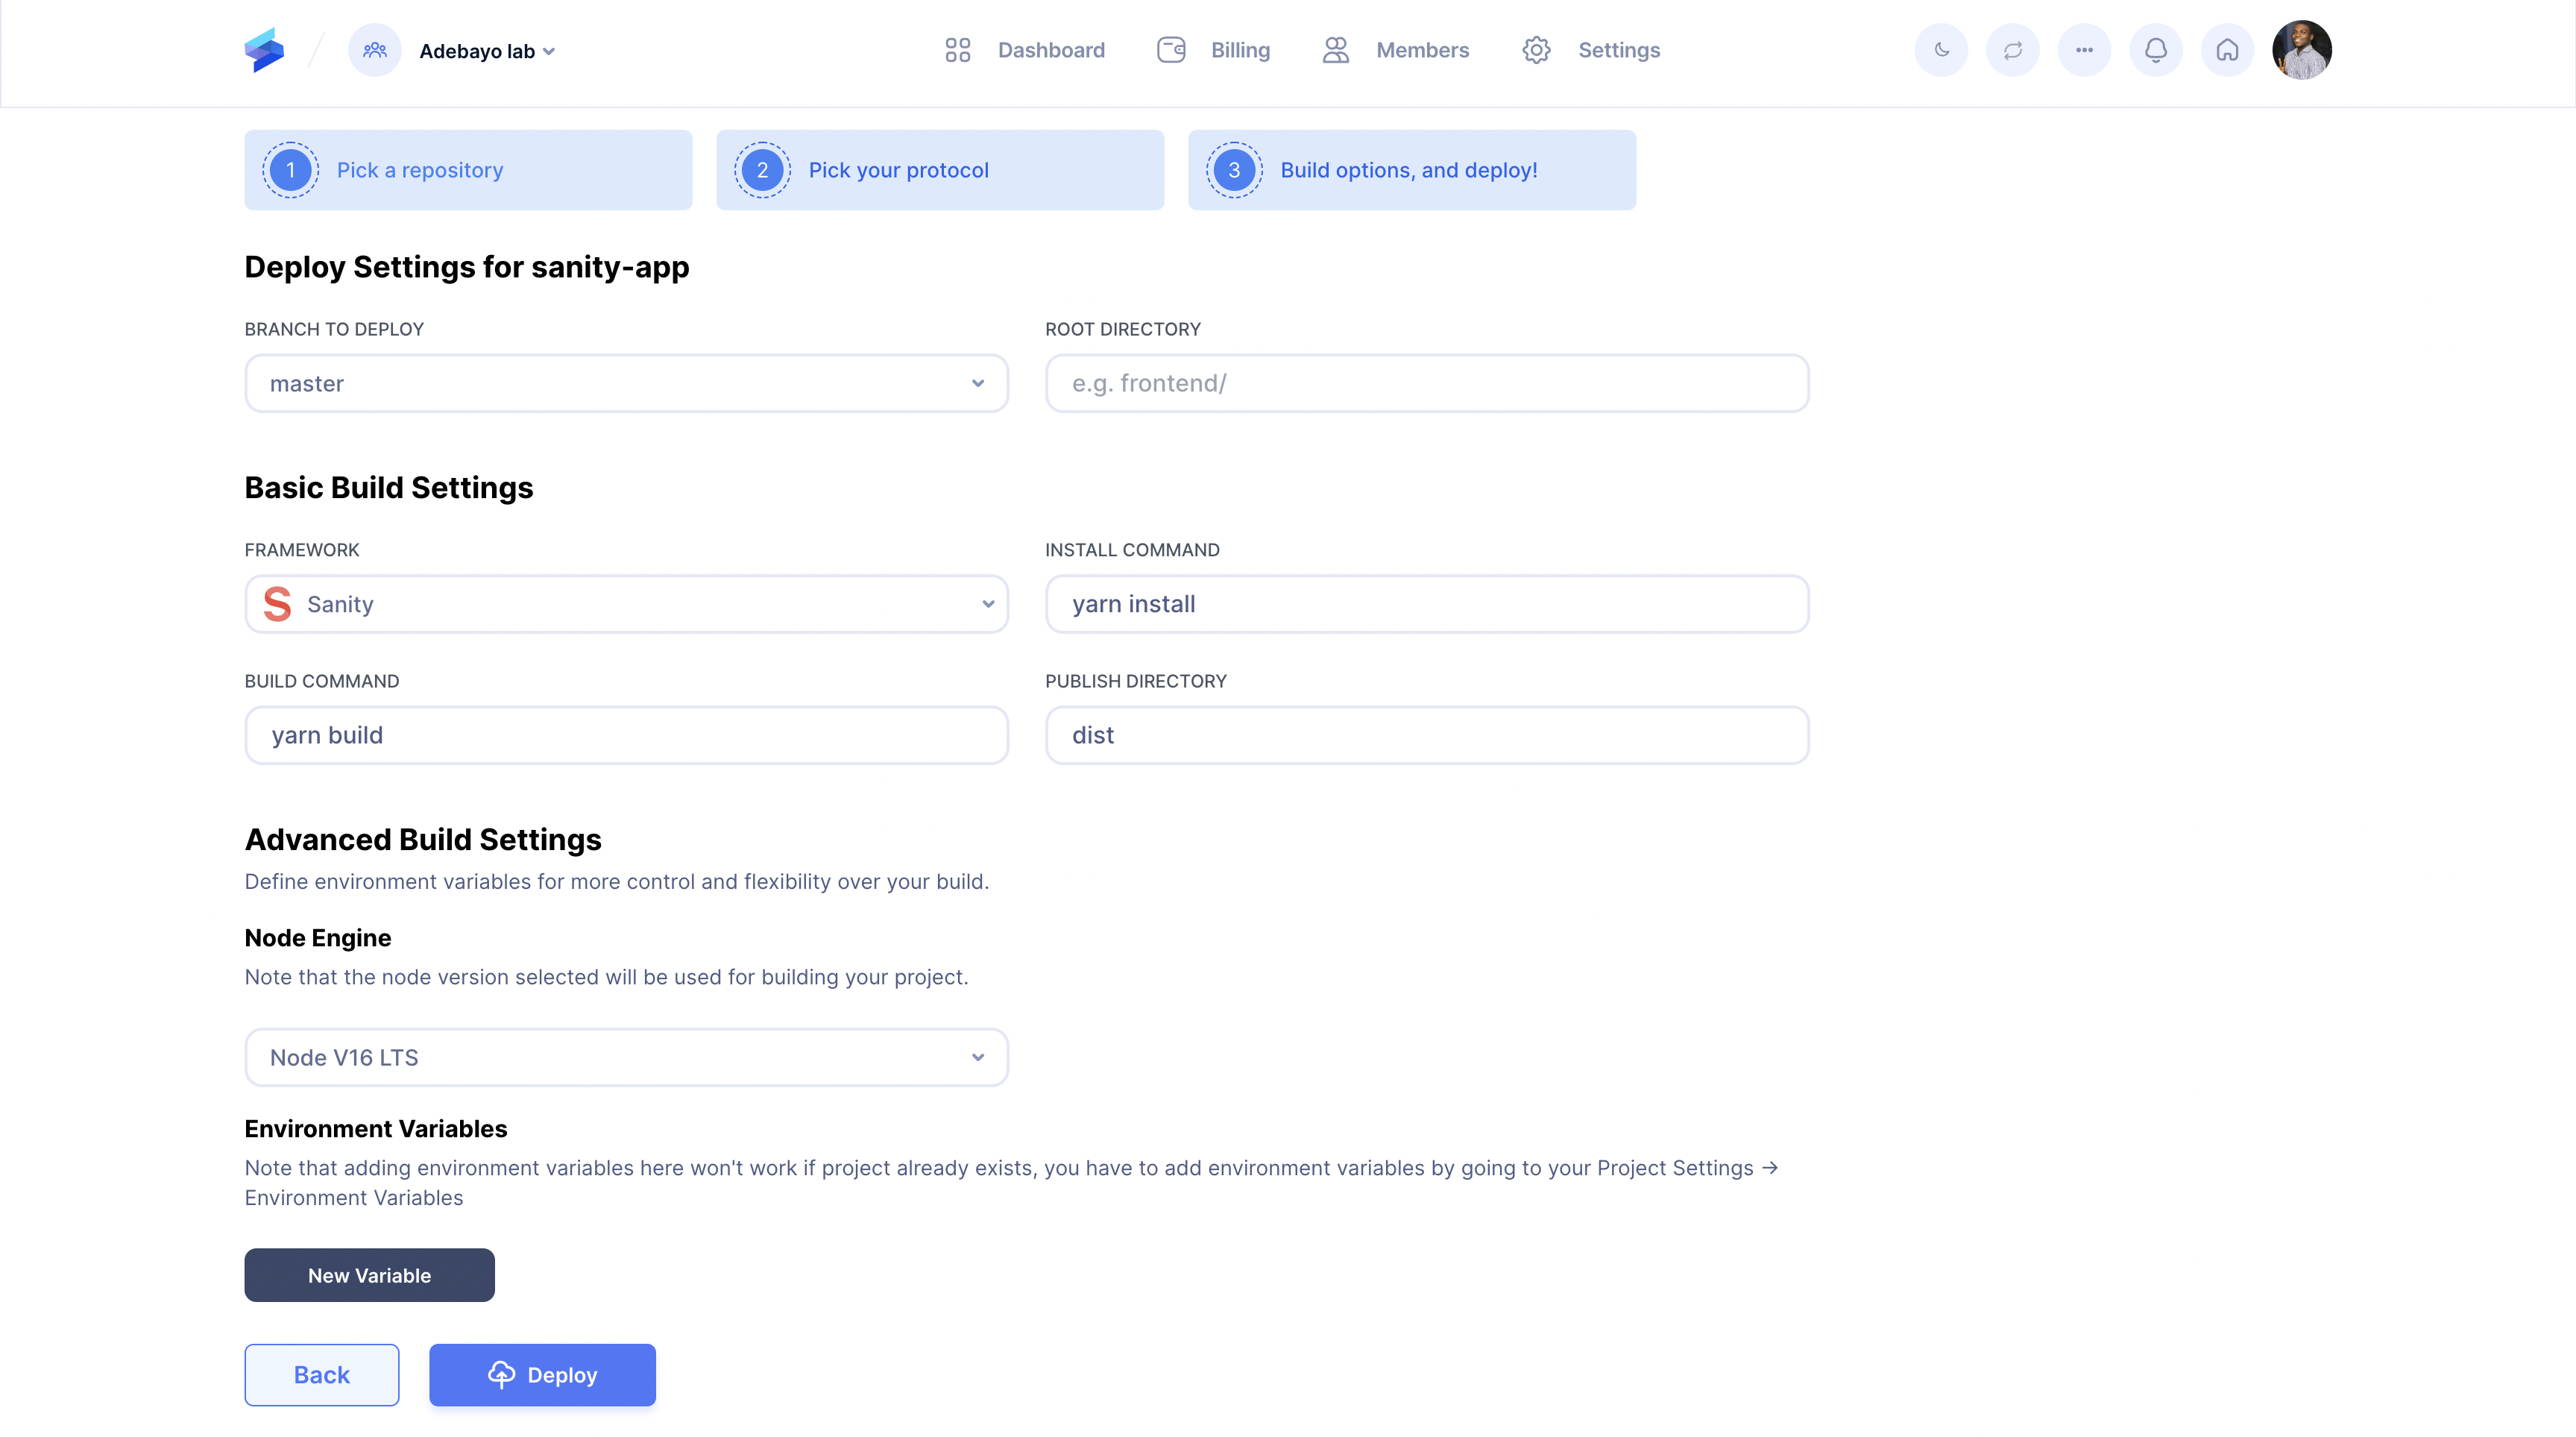 Adebayo lab
Dashboard
Billing
Members
Settings
1 Pick a repository
2 Pick your protocol
3 Build options, and deploy!
Deploy Settings for sanity-app
BRANCH TO DEPLOY
ROOT DIRECTORY
master
e.g. frontend/
Basic Build Settings
FRAMEWORK
INSTALL COMMAND
S Sanity
yarn install
BUILD COMMAND
PUBLISH DIRECTORY
yarn build
dist
Advanced Build Settings
Define environment variables for more control and flexibility over your build.
Node Engine
Note that the node version selected will be used for building your project.
Node V16 LTS
Environment Variables
Note that adding environment variables here won't work if project already exists, you have to add environment variables by going to your Project Settings →
Environment Variables
New Variable
Back
Deploy